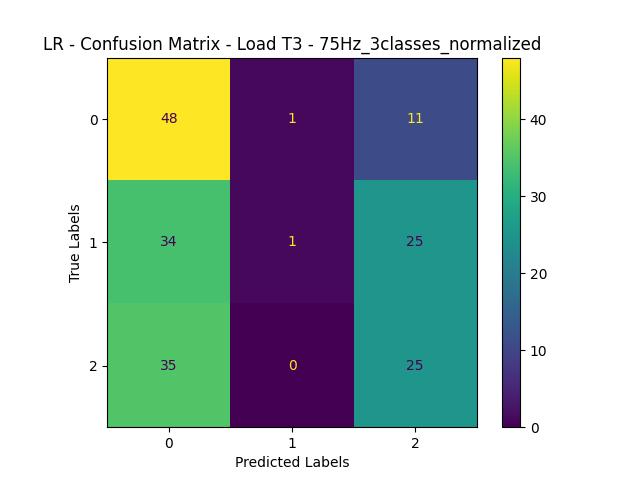 LR - Confusion Matrix - Load T3 - 75Hz_3classes_normalized
True Labels
0 48 1 11
1 34 1 25
2 35 0 25
0 1 2
Predicted Labels
40
30
20
10
0